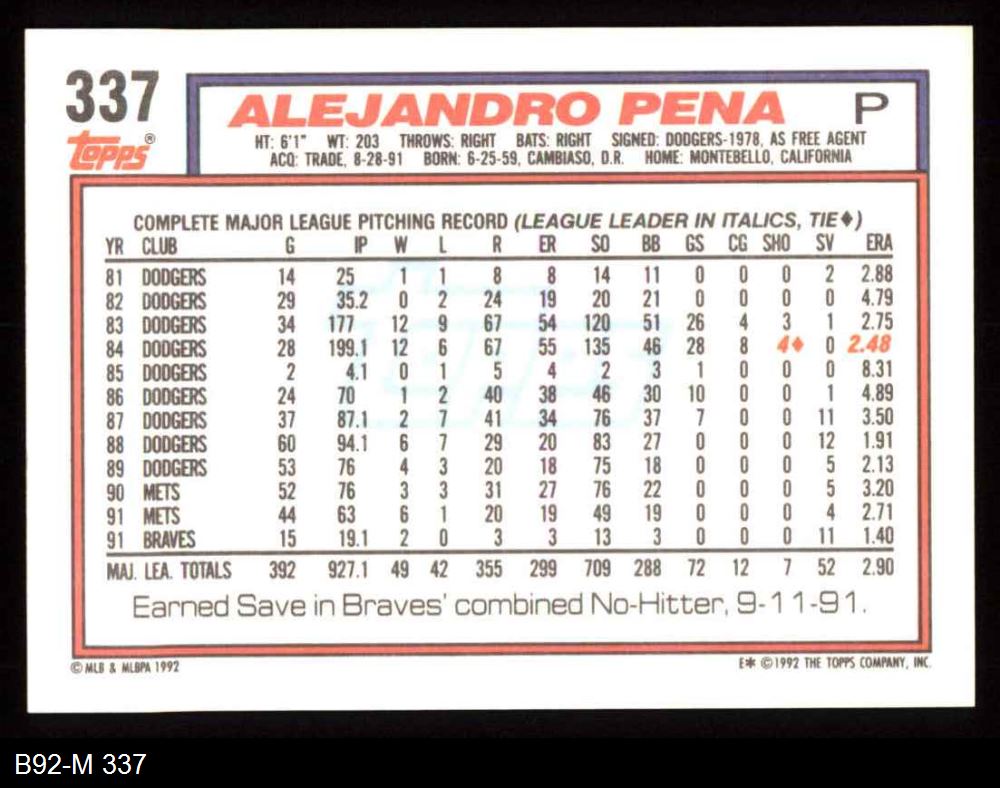 337
Topps®
ALEJANDRO PENA P
HT: 6'1" WT: 203 THROWS: RIGHT BATS: RIGHT SIGNED: DODGERS-1978, AS FREE AGENT
ACQ: TRADE, 8-28-91 BORN: 6-25-59, CAMBIASO, D.R. HOME: MONTEBELLO, CALIFORNIA
COMPLETE MAJOR LEAGUE PITCHING RECORD (LEAGUE LEADER IN ITALICS, TIE♦)
YR CLUB G IP W L R ER SO BB GS CG SHO SV ERA
81 DODGERS 14 25 1 1 8 8 14 11 0 0 0 2 2.88
82 DODGERS 29 35.2 0 2 24 19 20 21 0 0 0 0 4.79
83 DODGERS 34 177 12 9 67 54 120 51 26 4 3 1 2.75
84 DODGERS 28 199.1 12 6 67 55 135 46 28 8 4♦ 0 2.48
85 DODGERS 2 4.1 0 1 5 4 2 3 1 0 0 0 8.31
86 DODGERS 24 70 1 2 40 38 46 30 10 0 0 1 4.89
87 DODGERS 37 87.1 2 7 41 34 76 37 7 0 0 11 3.50
88 DODGERS 60 94.1 6 7 29 20 83 27 0 0 0 12 1.91
89 DODGERS 53 76 4 3 20 18 75 18 0 0 0 5 2.13
90 METS 52 76 3 3 31 27 76 22 0 0 0 5 3.20
91 METS 44 63 6 1 20 19 49 19 0 0 0 4 2.71
91 BRAVES 15 19.1 2 0 3 3 13 3 0 0 0 11 1.40
MAJ. LEA. TOTALS 392 927.1 49 42 355 299 709 288 72 12 7 52 2.90
Earned Save in Braves' combined No-Hitter, 9-11-91.
© MLB & MLBPA 1992
E* ©1992 THE TOPPS COMPANY, INC.
B92-M 337